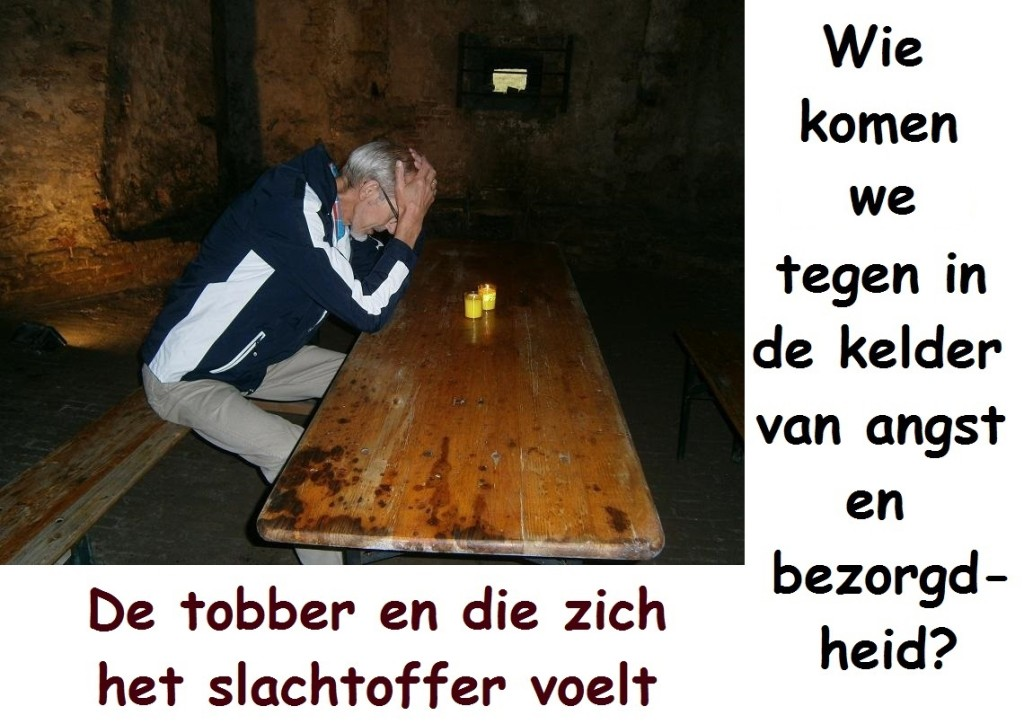 Wie
komen
we
tegen in
de kelder
van angst
en
bezorgd-
heid?
De tobber en die zich
het slachtoffer voelt